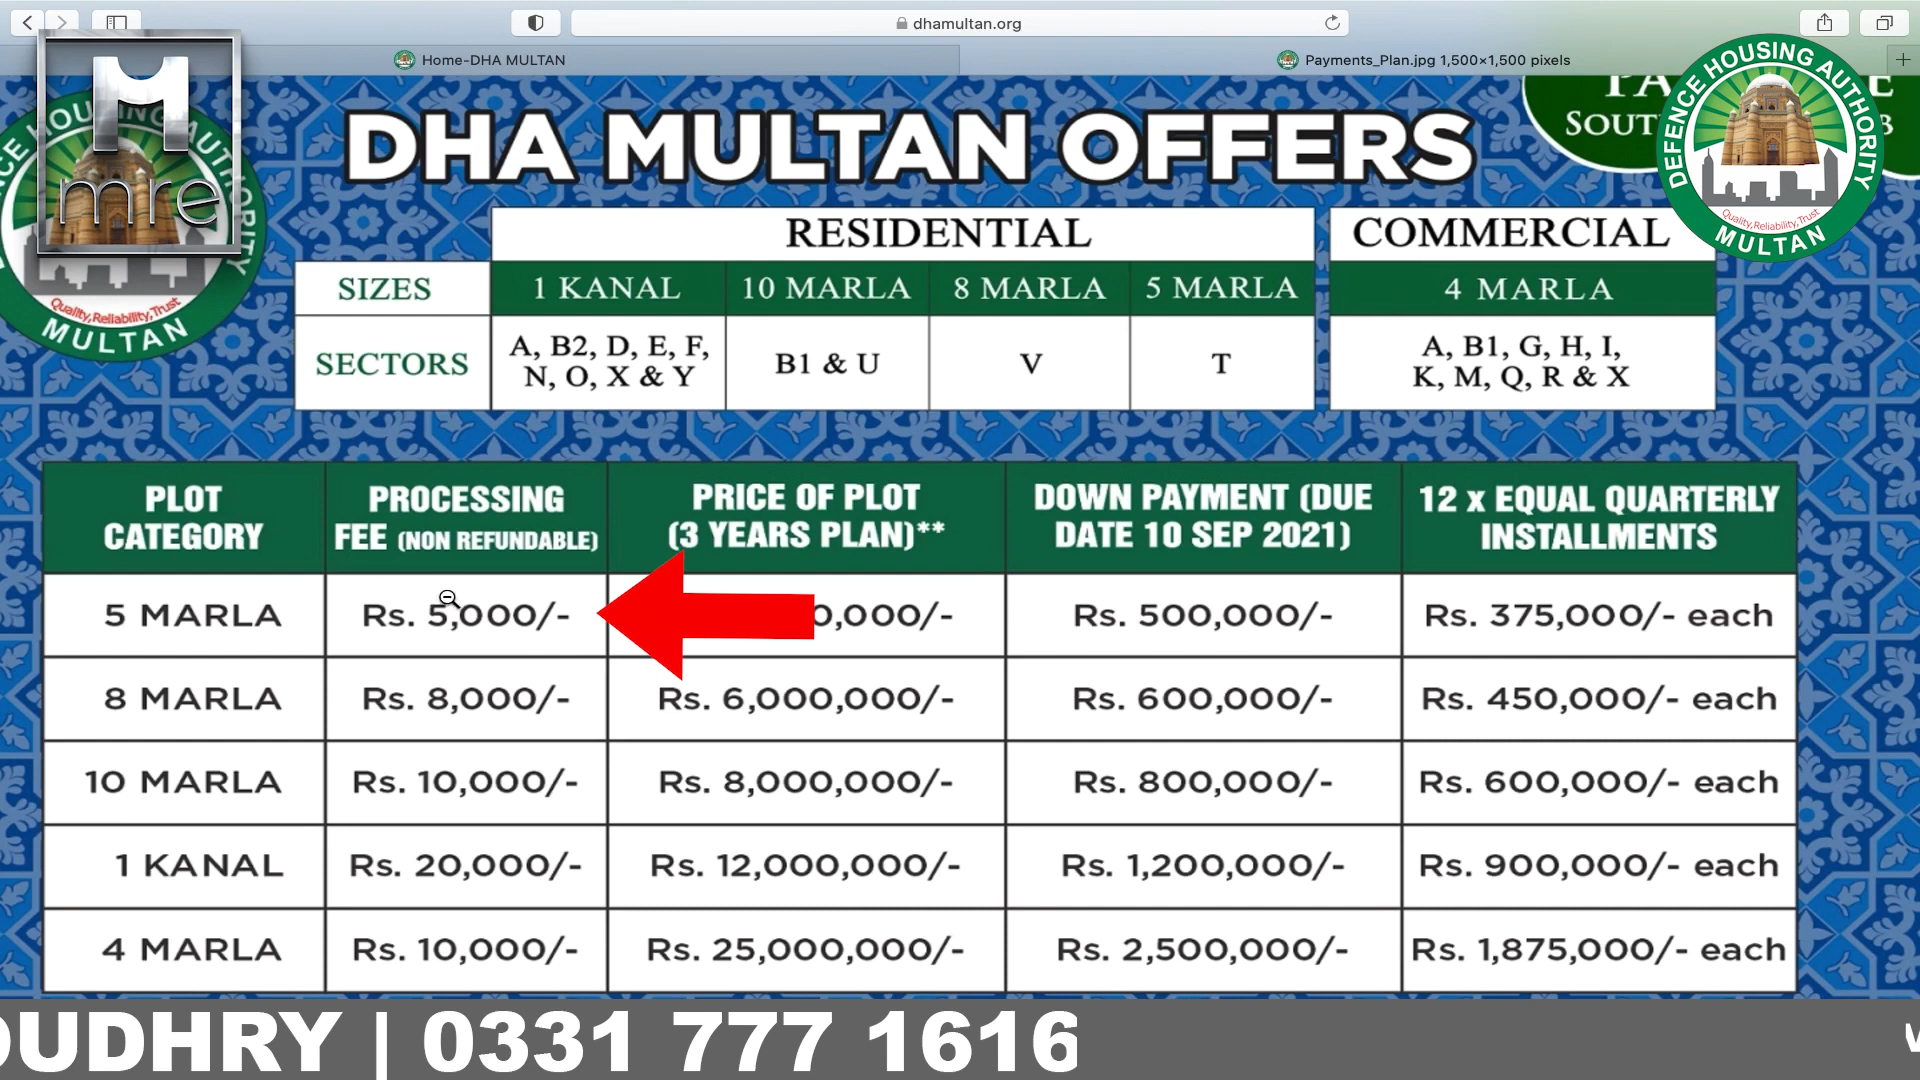 dhamultan.org
Home-DHA MULTAN
Payments_Plan.jpg 1,500×1,500 pixels
DHA MULTAN OFFERS
DEFENCE HOUSING AUTHORITY
Quality,Reliability,Trust
MULTAN
mre
Quality,Reliability,Trust
MULTAN
RESIDENTIAL
COMMERCIAL
SIZES 1 KANAL 10 MARLA 8 MARLA 5 MARLA 4 MARLA
SECTORS A, B2, D, E, F, N, O, X & Y B1 & U V T A, B1, G, H, I, K, M, Q, R & X
PLOT CATEGORY PROCESSING FEE (NON REFUNDABLE) PRICE OF PLOT (3 YEARS PLAN)** DOWN PAYMENT (DUE DATE 10 SEP 2021) 12 x EQUAL QUARTERLY INSTALLMENTS
5 MARLA Rs. 5,000/- 0,000/- Rs. 500,000/- Rs. 375,000/- each
8 MARLA Rs. 8,000/- Rs. 6,000,000/- Rs. 600,000/- Rs. 450,000/- each
10 MARLA Rs. 10,000/- Rs. 8,000,000/- Rs. 800,000/- Rs. 600,000/- each
1 KANAL Rs. 20,000/- Rs. 12,000,000/- Rs. 1,200,000/- Rs. 900,000/- each
4 MARLA Rs. 10,000/- Rs. 25,000,000/- Rs. 2,500,000/- Rs. 1,875,000/- each
OUDHRY | 0331 777 1616